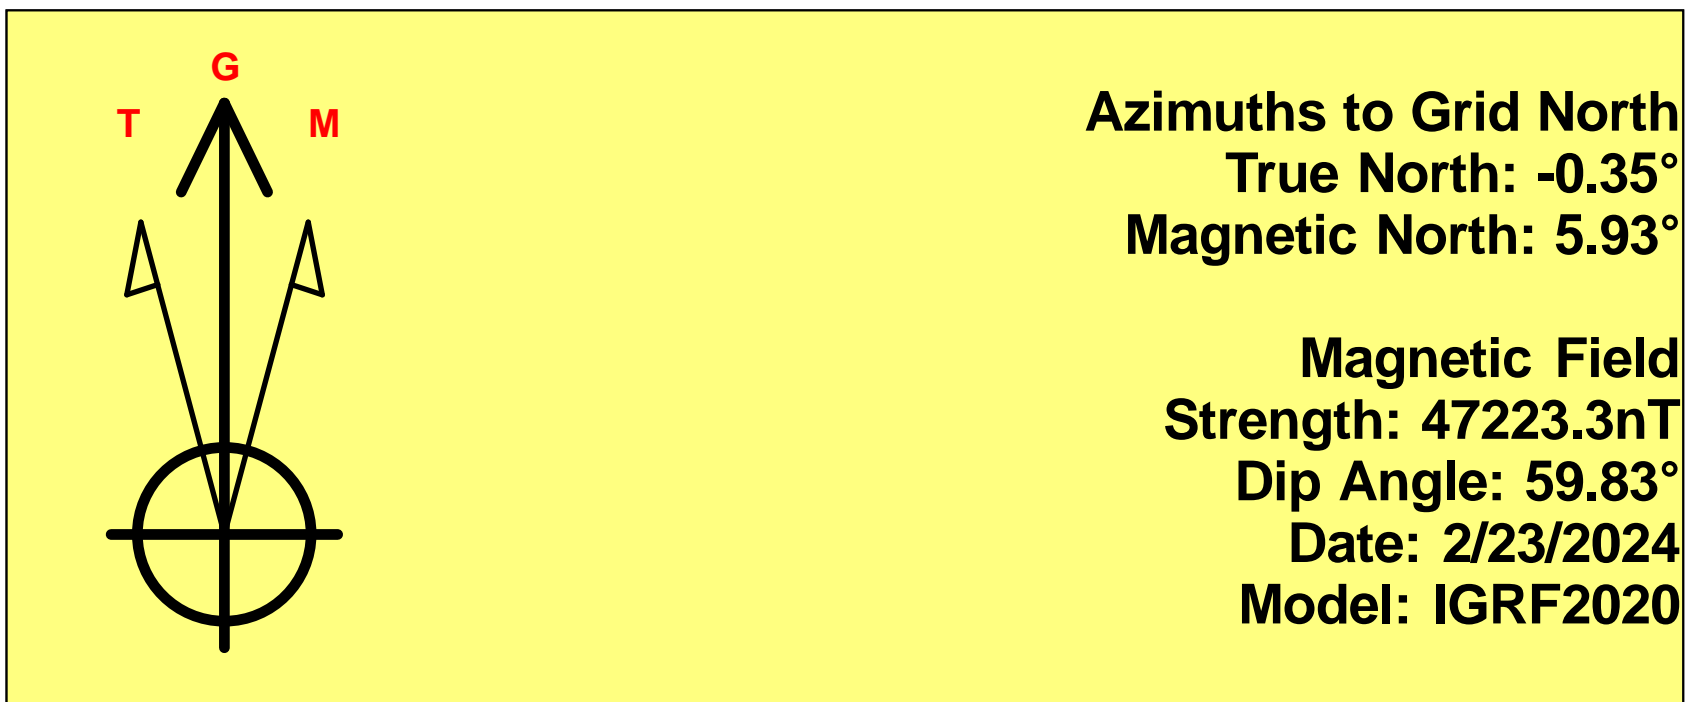 G
T M
Azimuths to Grid North
True North: -0.35°
Magnetic North: 5.93°
Magnetic Field
Strength: 47223.3nT
Dip Angle: 59.83°
Date: 2/23/2024
Model: IGRF2020